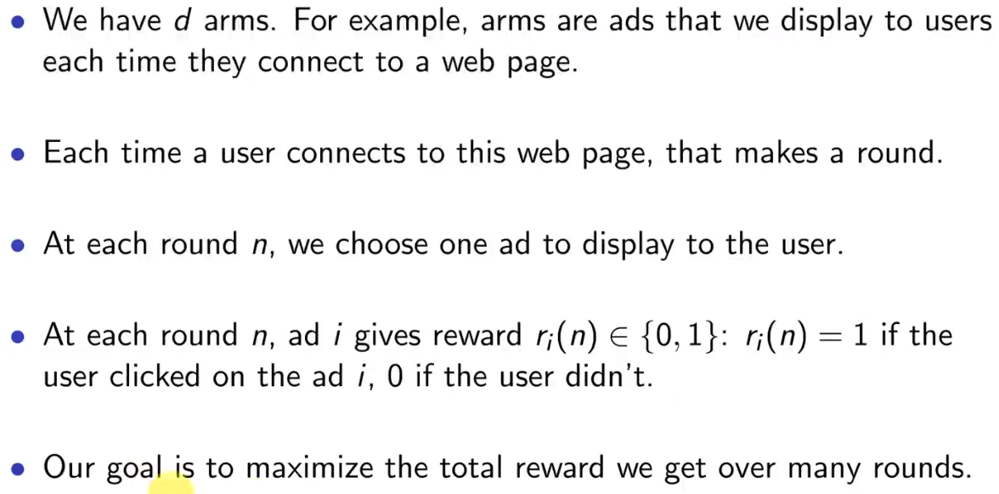 • We have d arms. For example, arms are ads that we display to users
each time they connect to a web page.
• Each time a user connects to this web page, that makes a round.
• At each round n, we choose one ad to display to the user.
• At each round n, ad i gives reward rᵢ(n) ∈ {0, 1}: rᵢ(n) = 1 if the
user clicked on the ad i, 0 if the user didn't.
• Our goal is to maximize the total reward we get over many rounds.